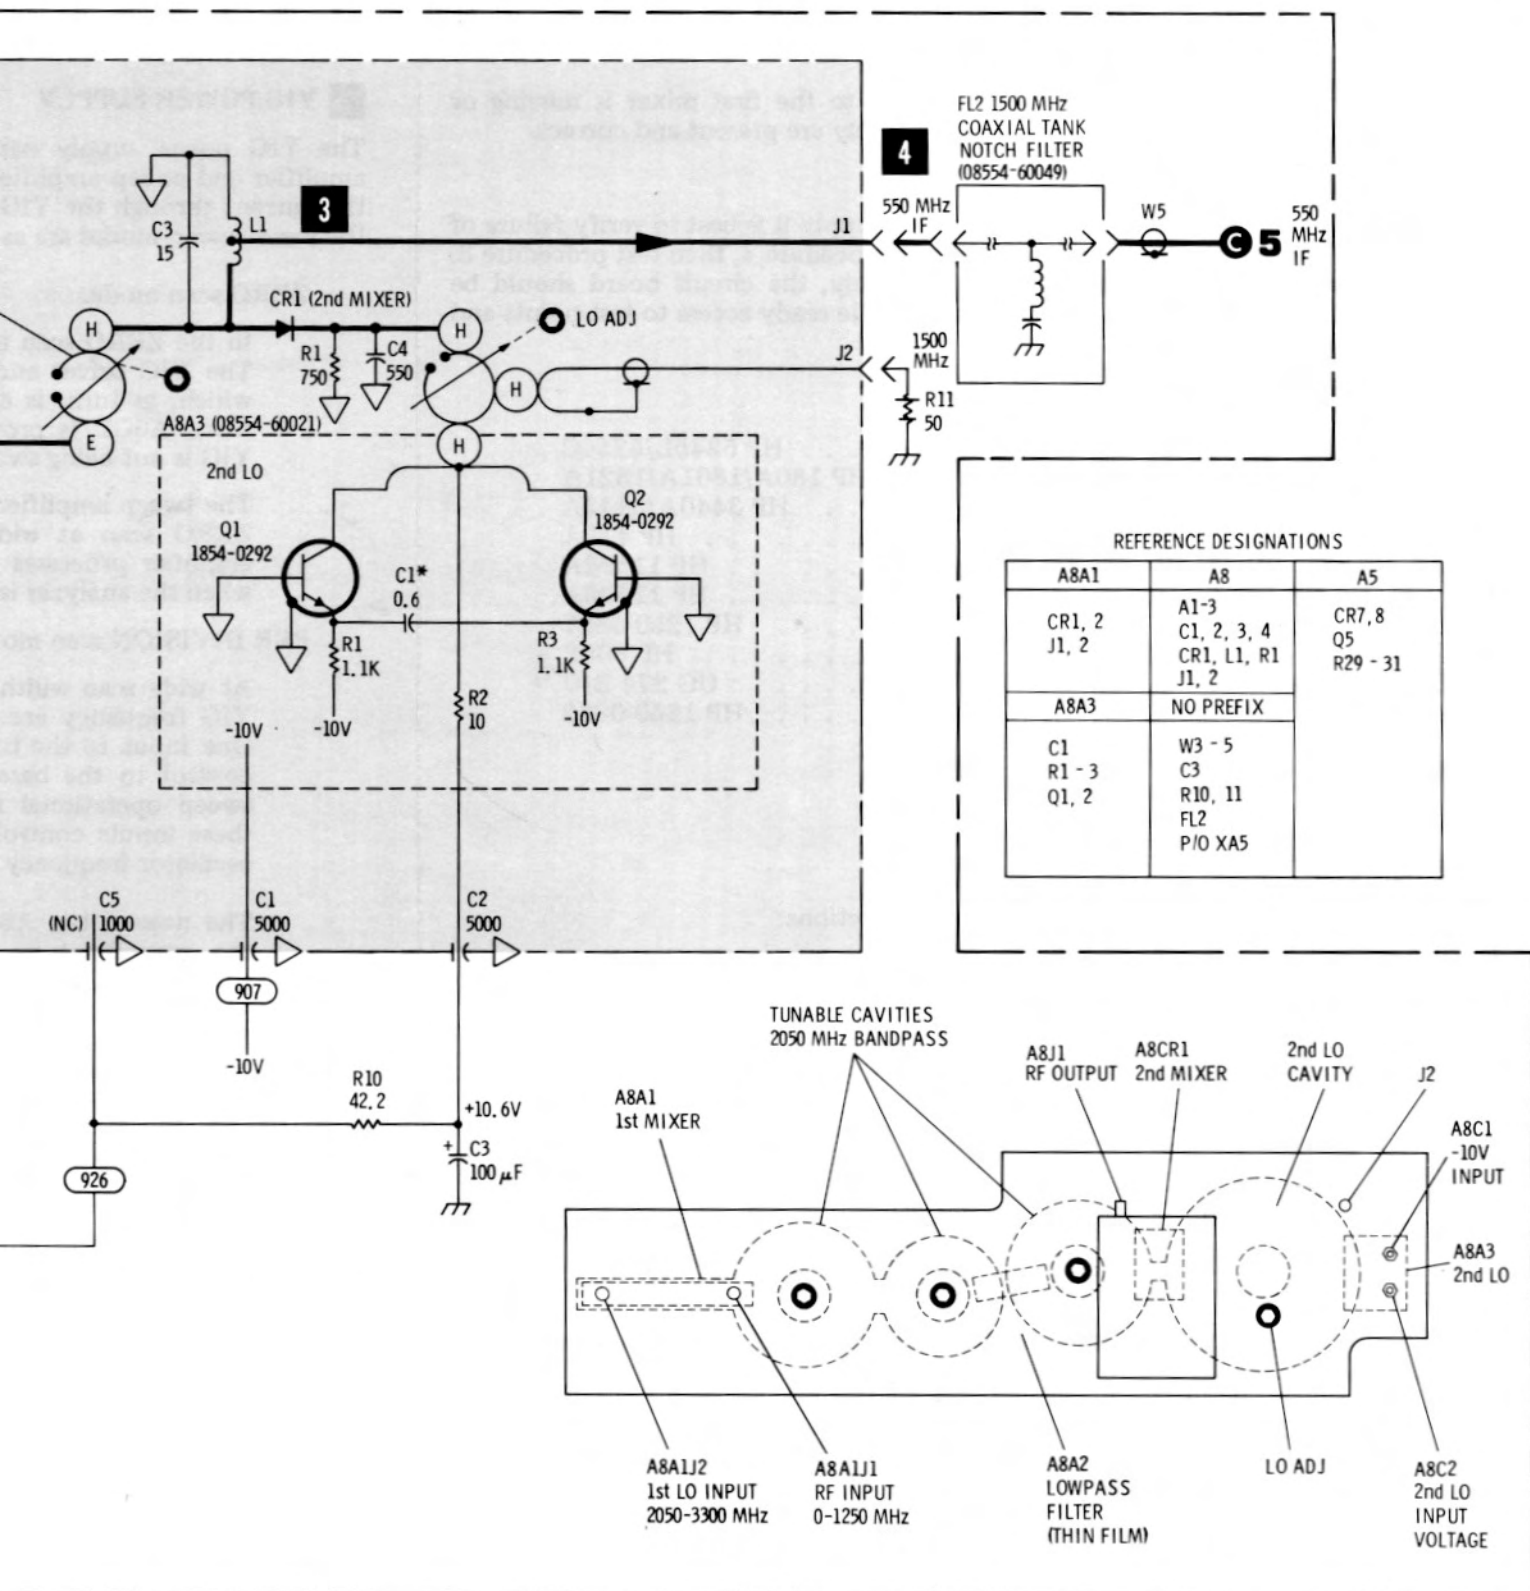 FL2 1500 MHz
COAXIAL TANK
NOTCH FILTER
(08554-60049)
4
3
550 MHz
IF
W5
550
MHz
IF
C 5
C3
15
L1
J1
CR1 (2nd MIXER)
H
H
LO ADJ
R1
750
C4
550
H
J2
1500
MHz
R11
50
A8A3 (08554-60021)
E
H
2nd LO
Q1
1854-0292
Q2
1854-0292
C1*
0.6
R1
1.1K
R3
1.1K
R2
10
-10V
-10V
-10V
REFERENCE DESIGNATIONS
A8A1 A8 A5
CR1, 2
J1, 2
A1-3
C1, 2, 3, 4
CR1, L1, R1
J1, 2
CR7,8
Q5
R29 - 31
A8A3 NO PREFIX
C1
R1 - 3
Q1, 2
W3 - 5
C3
R10, 11
FL2
P/O XA5
C5
(NC) 1000
C1
5000
C2
5000
907
-10V
R10
42.2
+10.6V
+
C3
100 μF
926
TUNABLE CAVITIES
2050 MHz BANDPASS
A8A1
1st MIXER
A8J1
RF OUTPUT
A8CR1
2nd MIXER
2nd LO
CAVITY
J2
A8C1
-10V
INPUT
A8A3
2nd LO
A8A1J2
1st LO INPUT
2050-3300 MHz
A8A1J1
RF INPUT
0-1250 MHz
A8A2
LOWPASS
FILTER
(THIN FILM)
LO ADJ
A8C2
2nd LO
INPUT
VOLTAGE